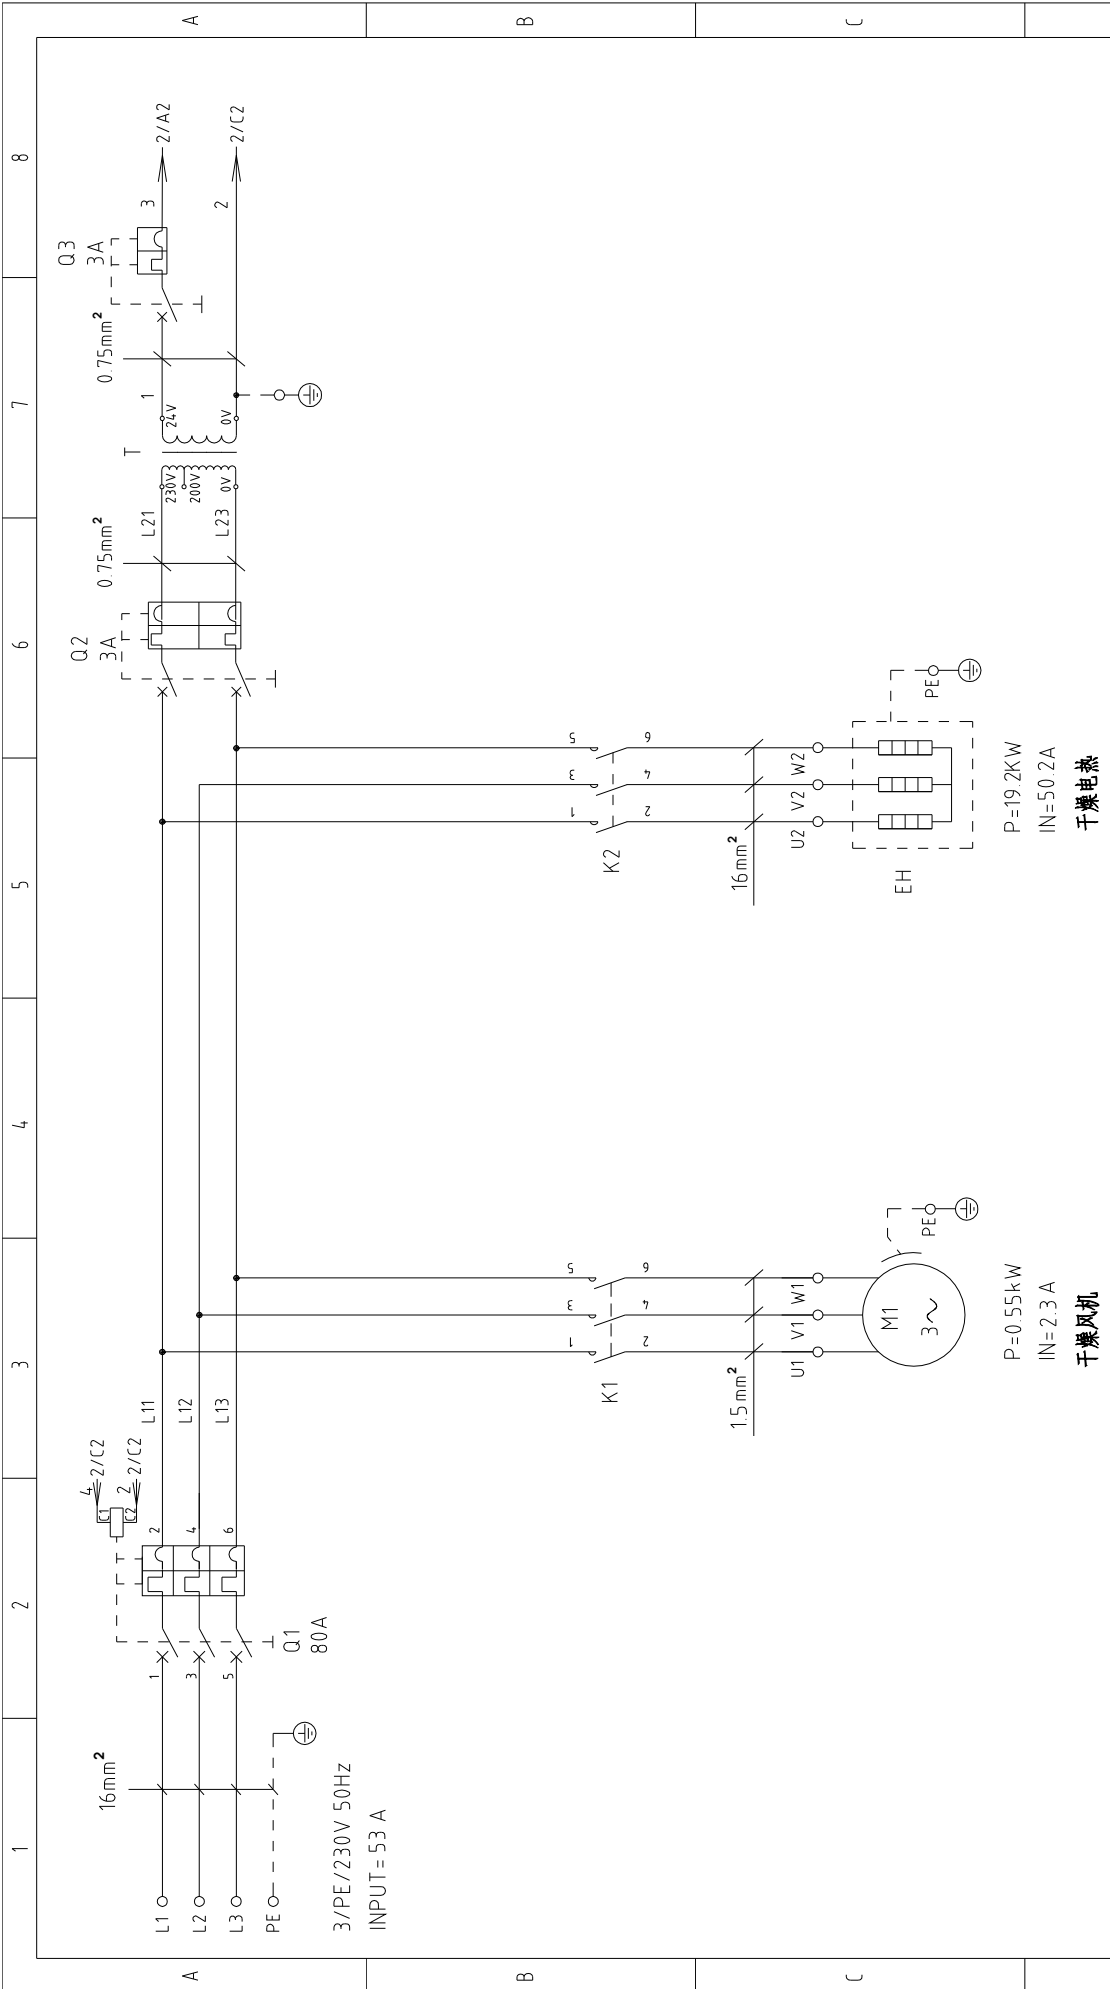 1
2
3
4
5
6
7
8
A
B
C
A
B
C
L1
L2
L3
PE
16mm²
3/PE/230V 50Hz
INPUT=53 A
1
3
5
Q1
80A
2
4
6
C1
C2
4
2/C2
2
2/C2
L11
L12
L13
1
3
5
2
4
6
K1
1.5mm²
U1
V1
W1
PE
M1
3~
P=0.55kW
IN=2.3 A
干燥风机
1
3
5
2
4
6
K2
16mm²
U2
V2
W2
PE
EH
P=19.2KW
IN=50.2A
干燥电热
Q2
3A
0.75mm²
L21
L23
T
230V
200V
0V
24V
0V
1
0.75mm²
Q3
3A
3
2/A2
2
2/C2